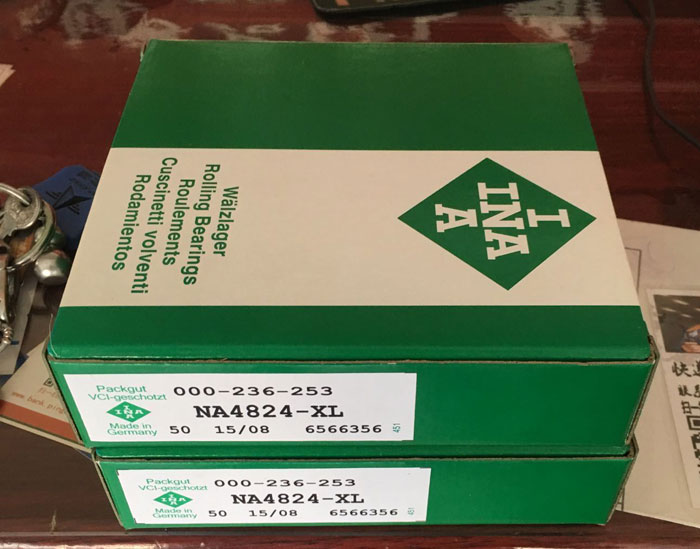 Wälzlager
Rolling Bearings
Roulements
Cuscinetti volventi
Rodamientos
I
INA
A
Packgut
VCI-geschotzt
INA
Made in
Germany
000-236-253
NA4824-XL
50 15/08 6566356
451
Packgut
VCI-geschotzt
INA
Made in
Germany
000-236-253
NA4824-XL
50 15/08 6566356
451